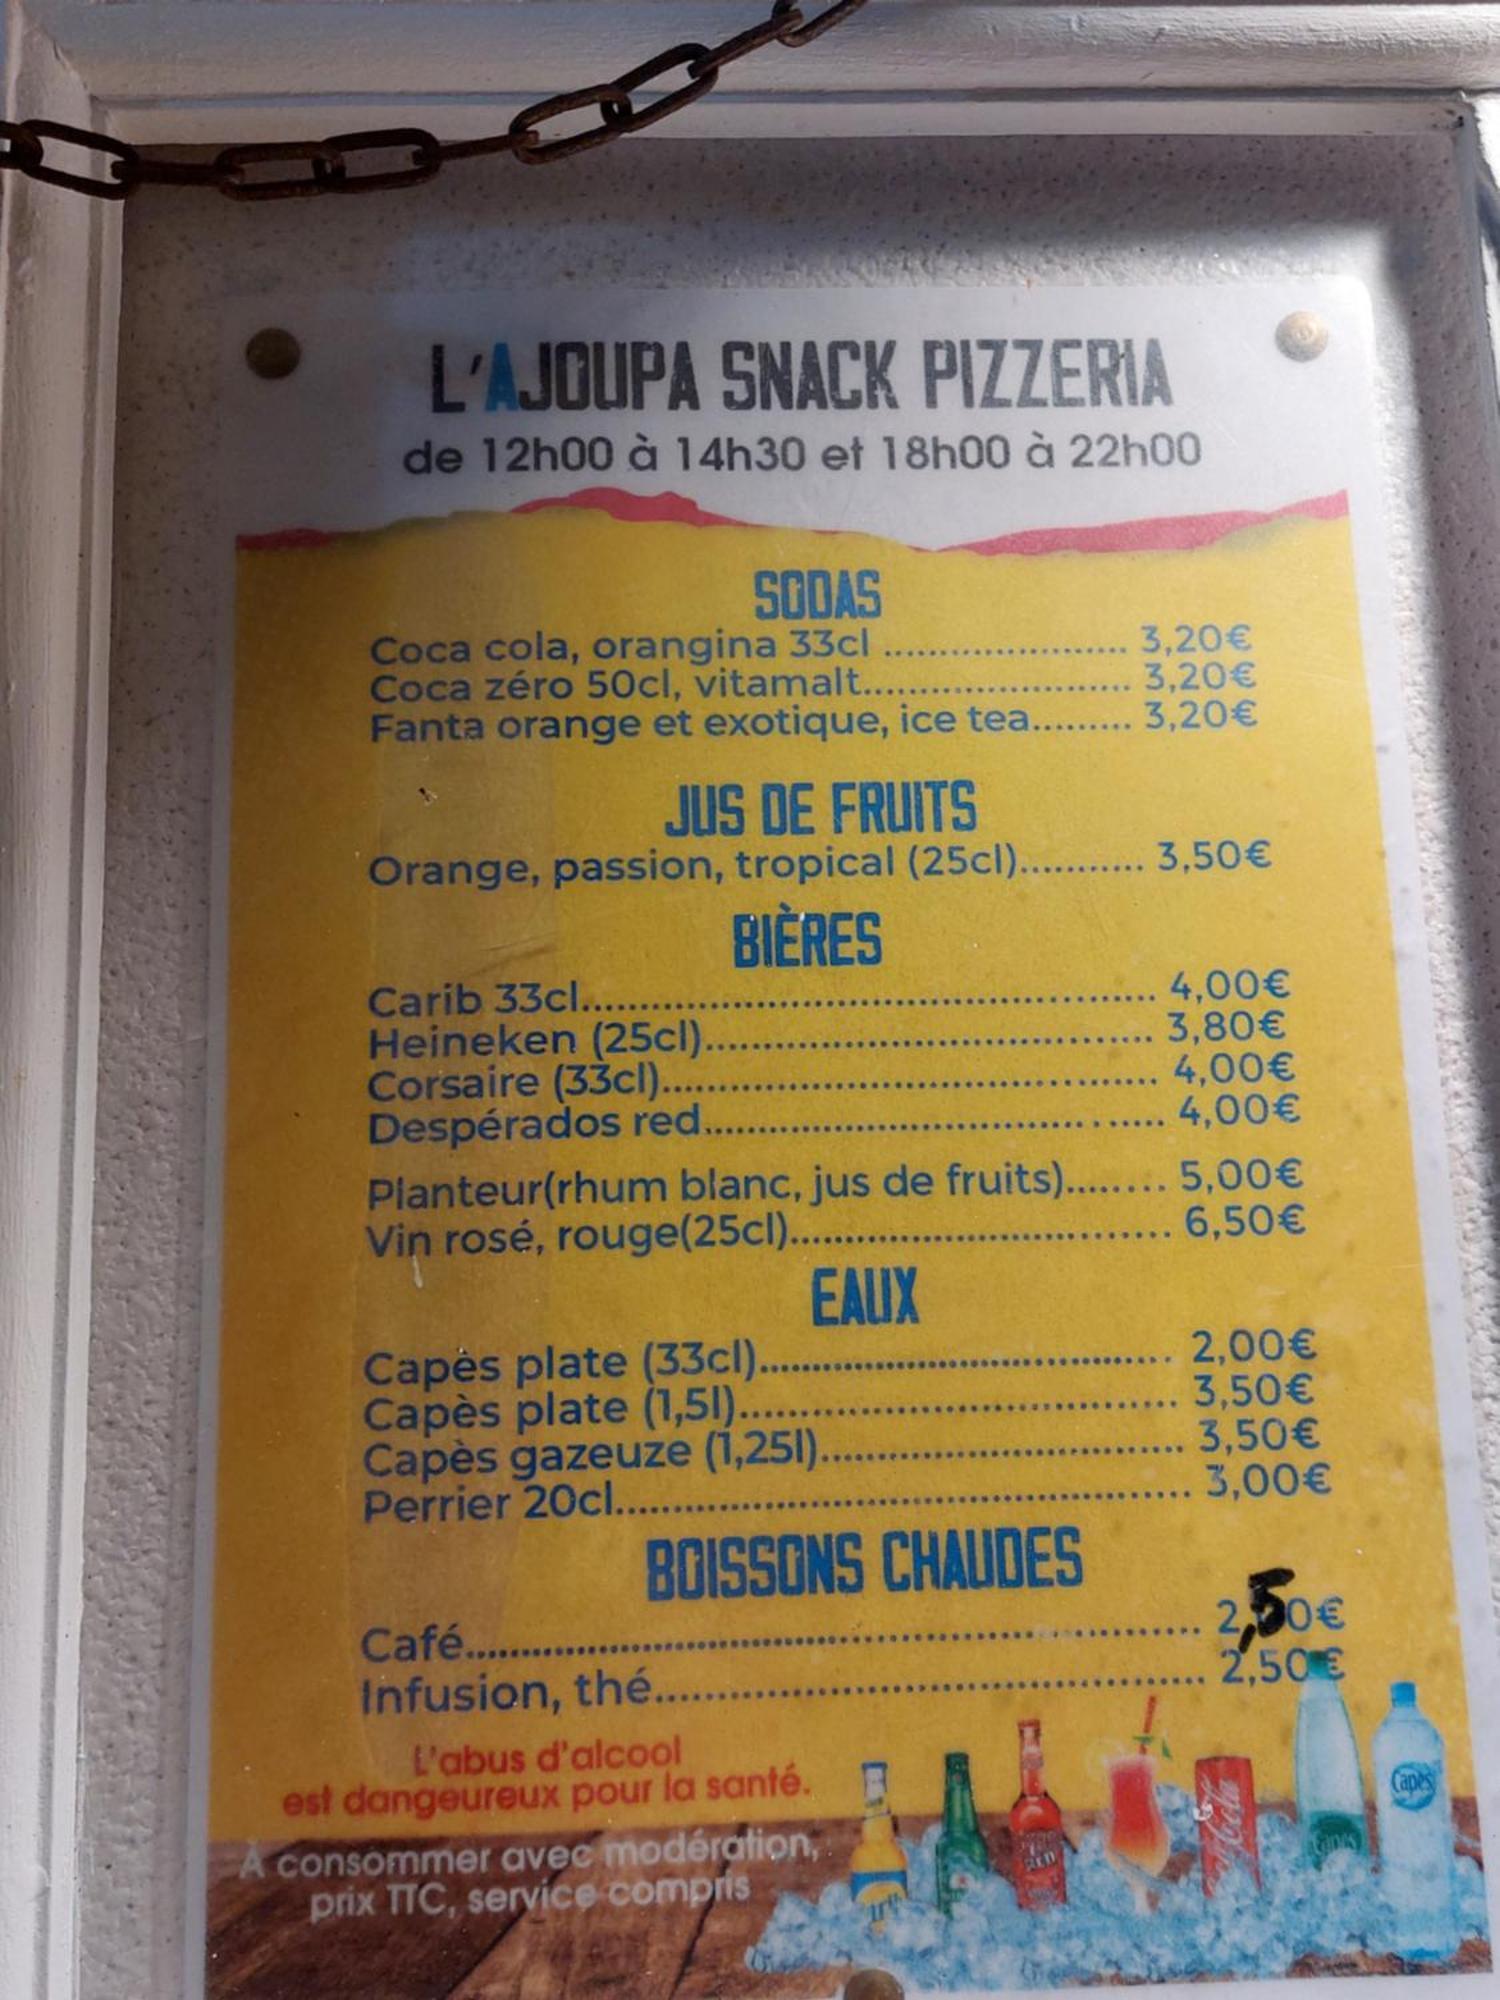 L'AJOUPA SNACK PIZZERIA
de 12h00 à 14h30 et 18h00 à 22h00
SODAS
Coca cola, orangina 33cl ..................... 3,20€
Coca zéro 50cl, vitamalt....................... 3,20€
Fanta orange et exotique, ice tea......... 3,20€
JUS DE FRUITS
Orange, passion, tropical (25cl)........... 3,50€
BIÈRES
Carib 33cl.................................................. 4,00€
Heineken (25cl)....................................... 3,80€
Corsaire (33cl)........................................... 4,00€
Despérados red........................................ 4,00€
Planteur(rhum blanc, jus de fruits)........ 5,00€
Vin rosé, rouge(25cl)................................. 6,50€
EAUX
Capès plate (33cl).................................... 2,00€
Capès plate (1,5l)...................................... 3,50€
Capès gazeuze (1,25l)................................ 3,50€
Perrier 20cl.................................................. 3,00€
BOISSONS CHAUDES
Café................................................................ 2,50€
Infusion, thé................................................ 2,50€
L'abus d'alcool
est dangeureux pour la santé.
À consommer avec modération,
prix TTC, service compris
RED
Coca-Cola
Capès
Capès